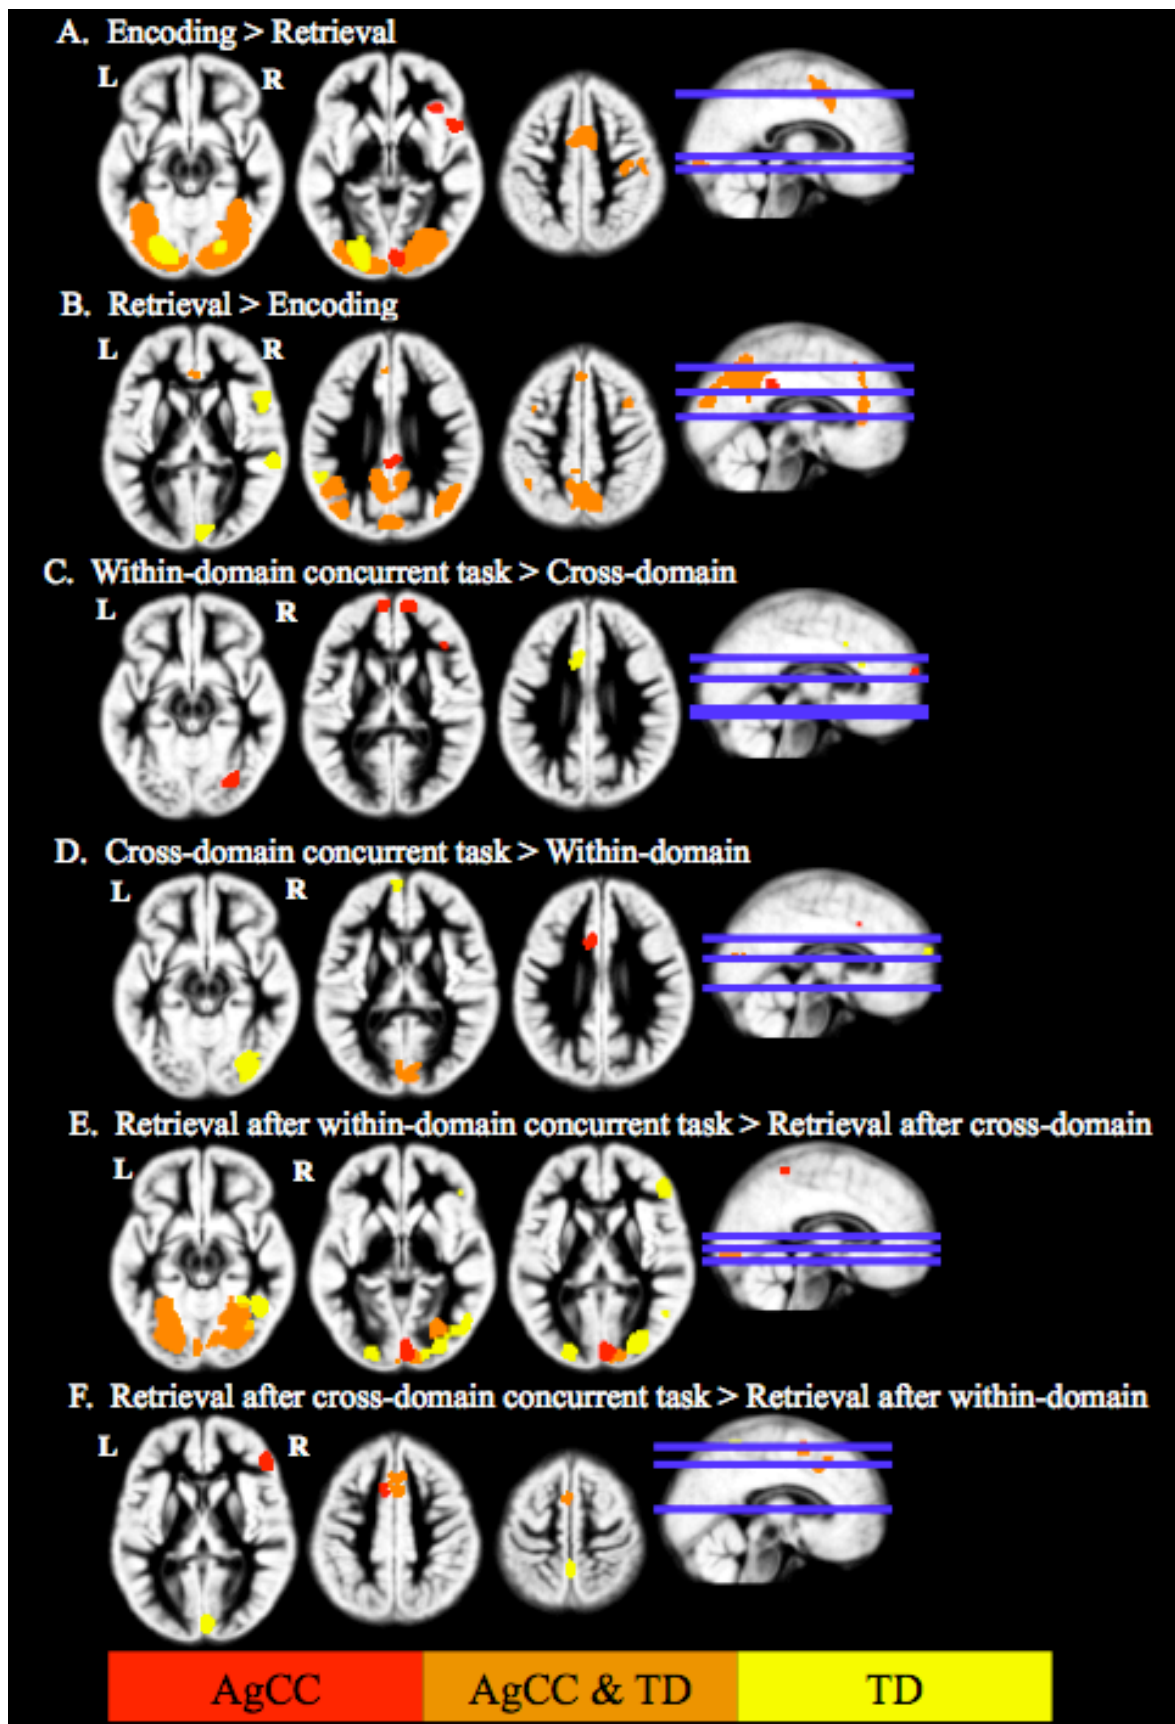 A. Encoding > Retrieval
L R
B. Retrieval > Encoding
L R
C. Within-domain concurrent task > Cross-domain
L R
D. Cross-domain concurrent task > Within-domain
L R
E. Retrieval after within-domain concurrent task > Retrieval after cross-domain
L R
F. Retrieval after cross-domain concurrent task > Retrieval after within-domain
L R
AgCC AgCC & TD TD